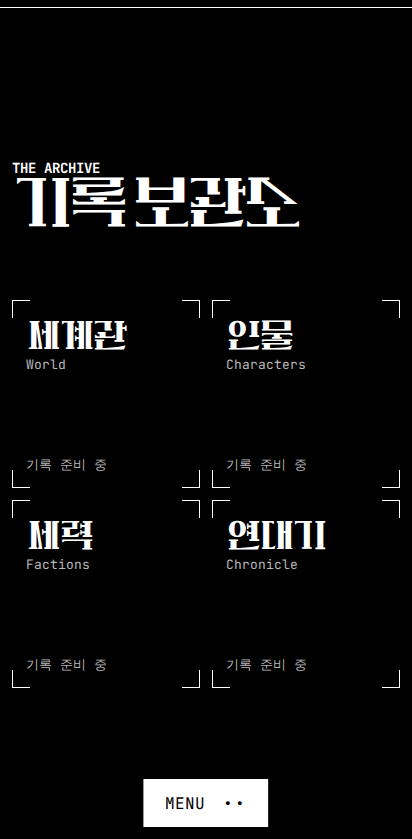 THE ARCHIVE
기록 보관소
세계관
World
인물
Characters
기록 준비 중
기록 준비 중
세력
Factions
연대기
Chronicle
기록 준비 중
기록 준비 중
MENU ••